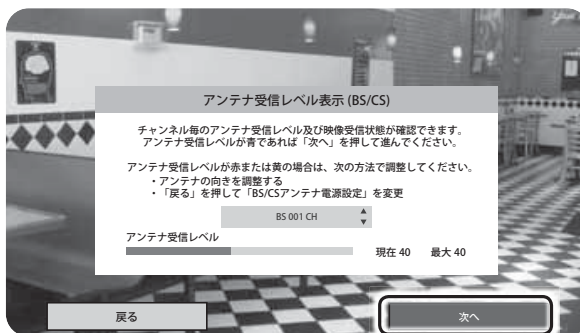 アンテナ受信レベル表示 (BS/CS)
チャンネル毎のアンテナ受信レベル及び映像受信状態が確認できます。
アンテナ受信レベルが青であれば「次へ」を押して進んでください。
アンテナ受信レベルが赤または黄の場合は、次の方法で調整してください。
・アンテナの向きを調整する
・「戻る」を押して「BS/CSアンテナ電源設定」を変更
BS 001 CH
アンテナ受信レベル
現在 40 最大 40
戻る
次へ